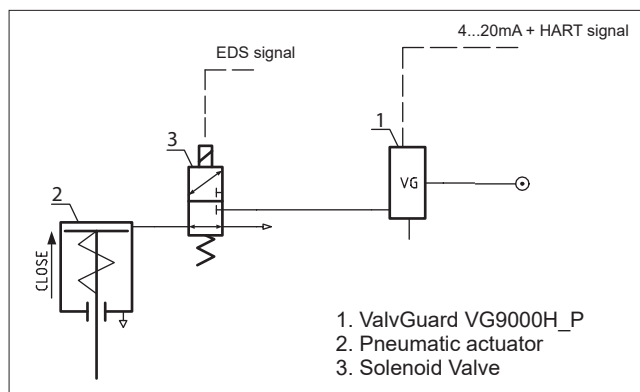 4...20mA + HART signal
EDS signal
3
1
VG
2
CLOSE
1. ValvGuard VG9000H_P
2. Pneumatic actuator
3. Solenoid Valve